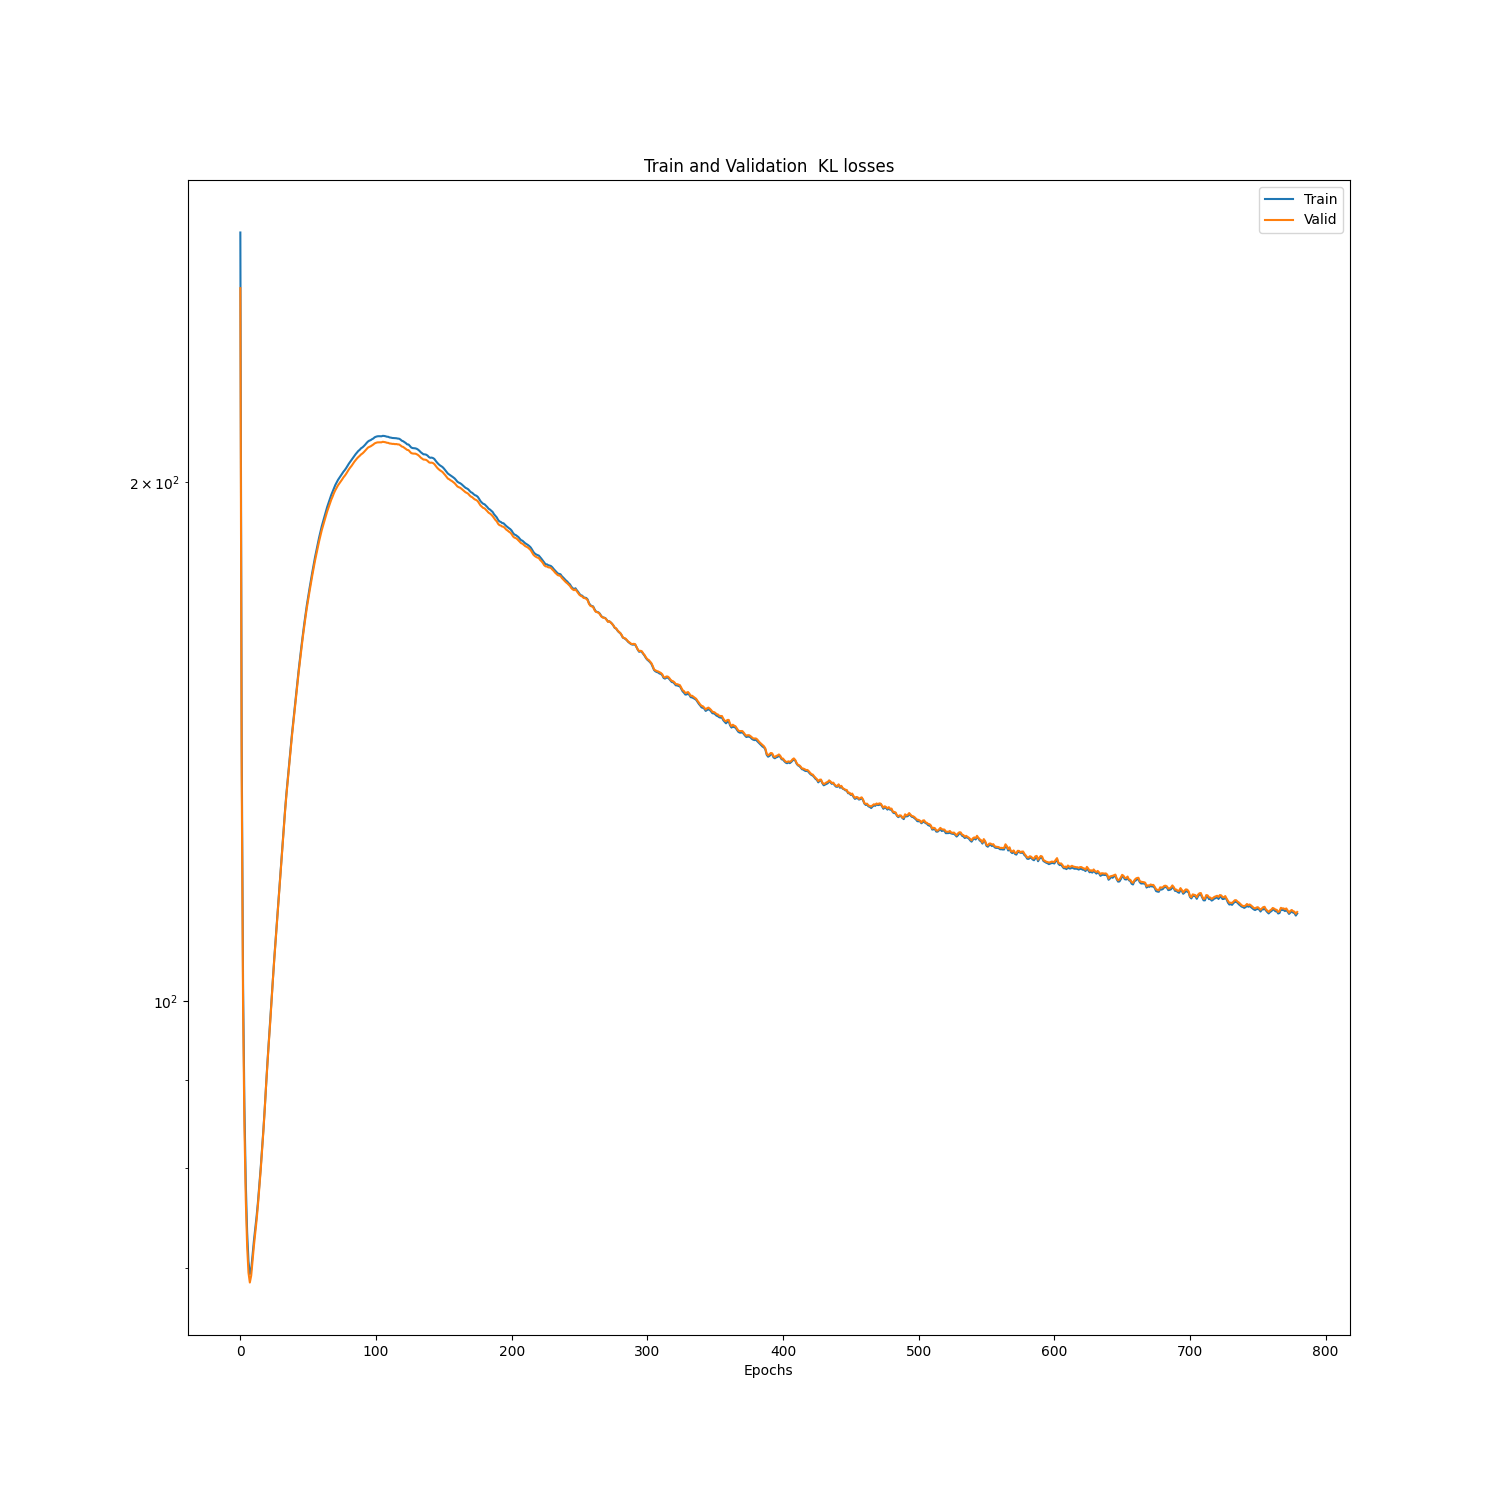 Train and Validation  KL losses
Train
Valid
2 × 10²
10²
0 100 200 300 400 500 600 700 800
Epochs